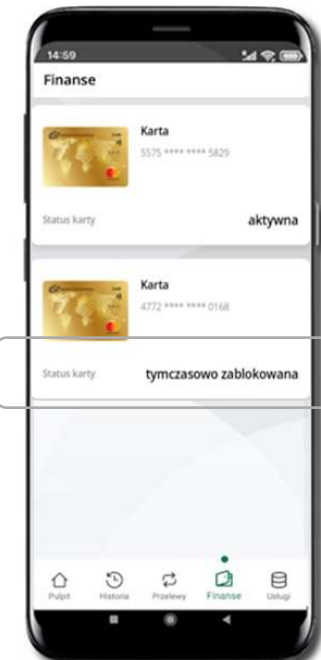 14:59
Finanse
Karta
5575 **** **** 5829
Status karty aktywna
Karta
4772 **** **** 0168
Status karty tymczasowo zablokowana
Pulpit Historia Przelewy Finanse Usługi